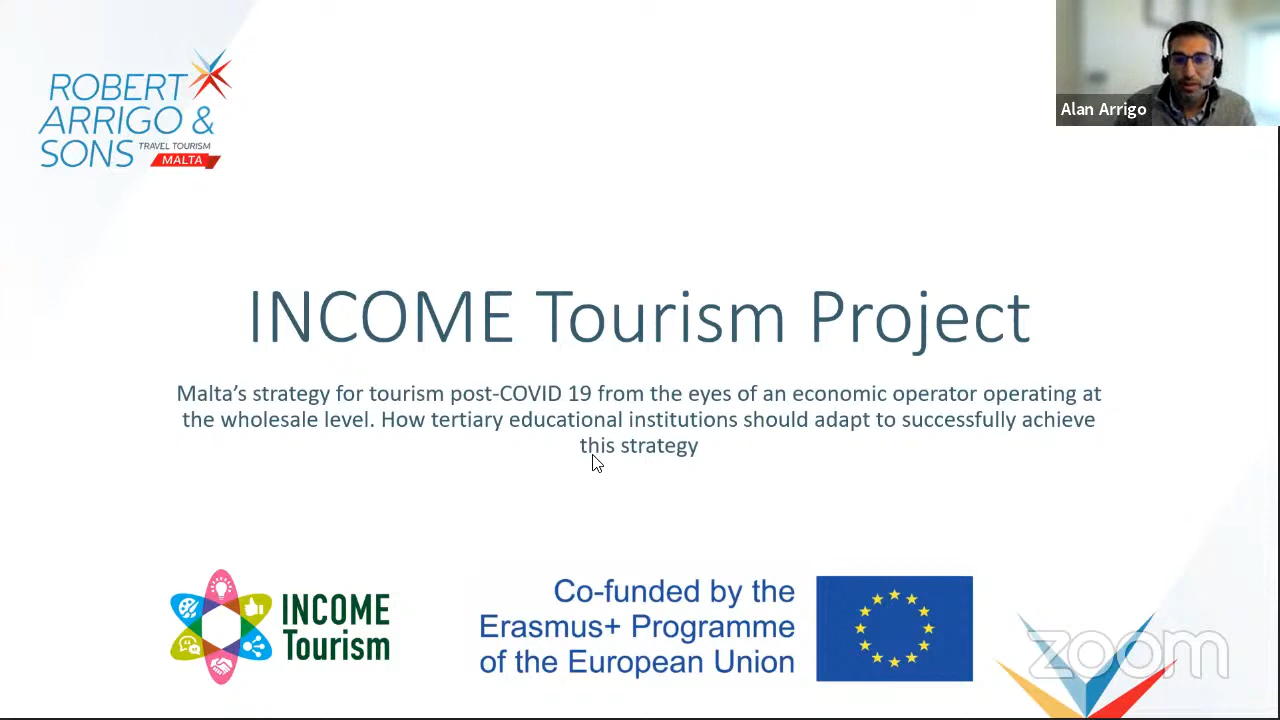 ROBERT
ARRIGO &
SONS TRAVEL TOURISM
MALTA
Alan Arrigo
INCOME Tourism Project
Malta’s strategy for tourism post-COVID 19 from the eyes of an economic operator operating at
the wholesale level. How tertiary educational institutions should adapt to successfully achieve
this strategy
INCOME
Tourism
Co-funded by the
Erasmus+ Programme
of the European Union
zoom